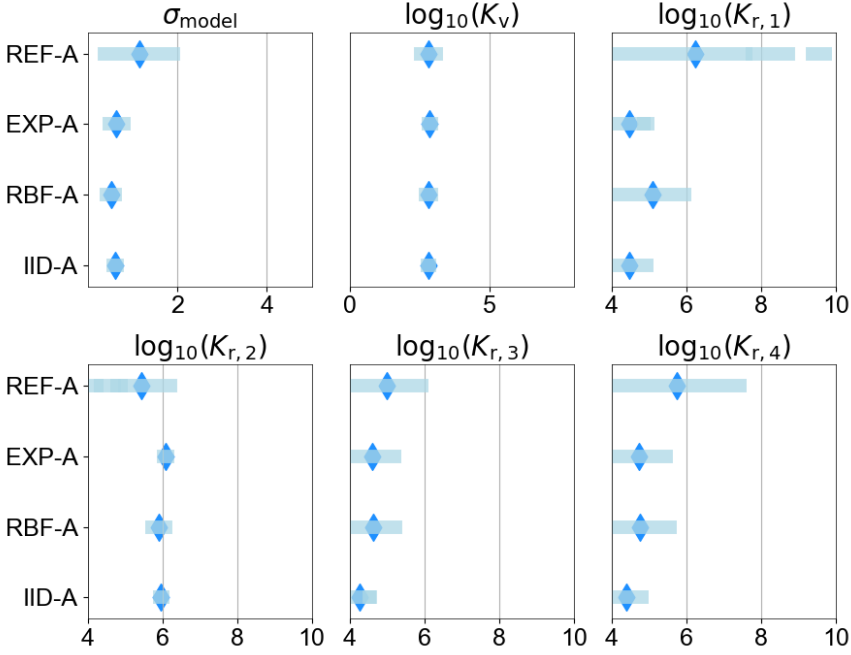 σmodel
log10(Kv)
log10(Kr, 1)
REF-A
EXP-A
RBF-A
IID-A
2 4
0 5
4 6 8 10
log10(Kr, 2)
log10(Kr, 3)
log10(Kr, 4)
REF-A
EXP-A
RBF-A
IID-A
4 6 8 10
4 6 8 10
4 6 8 10